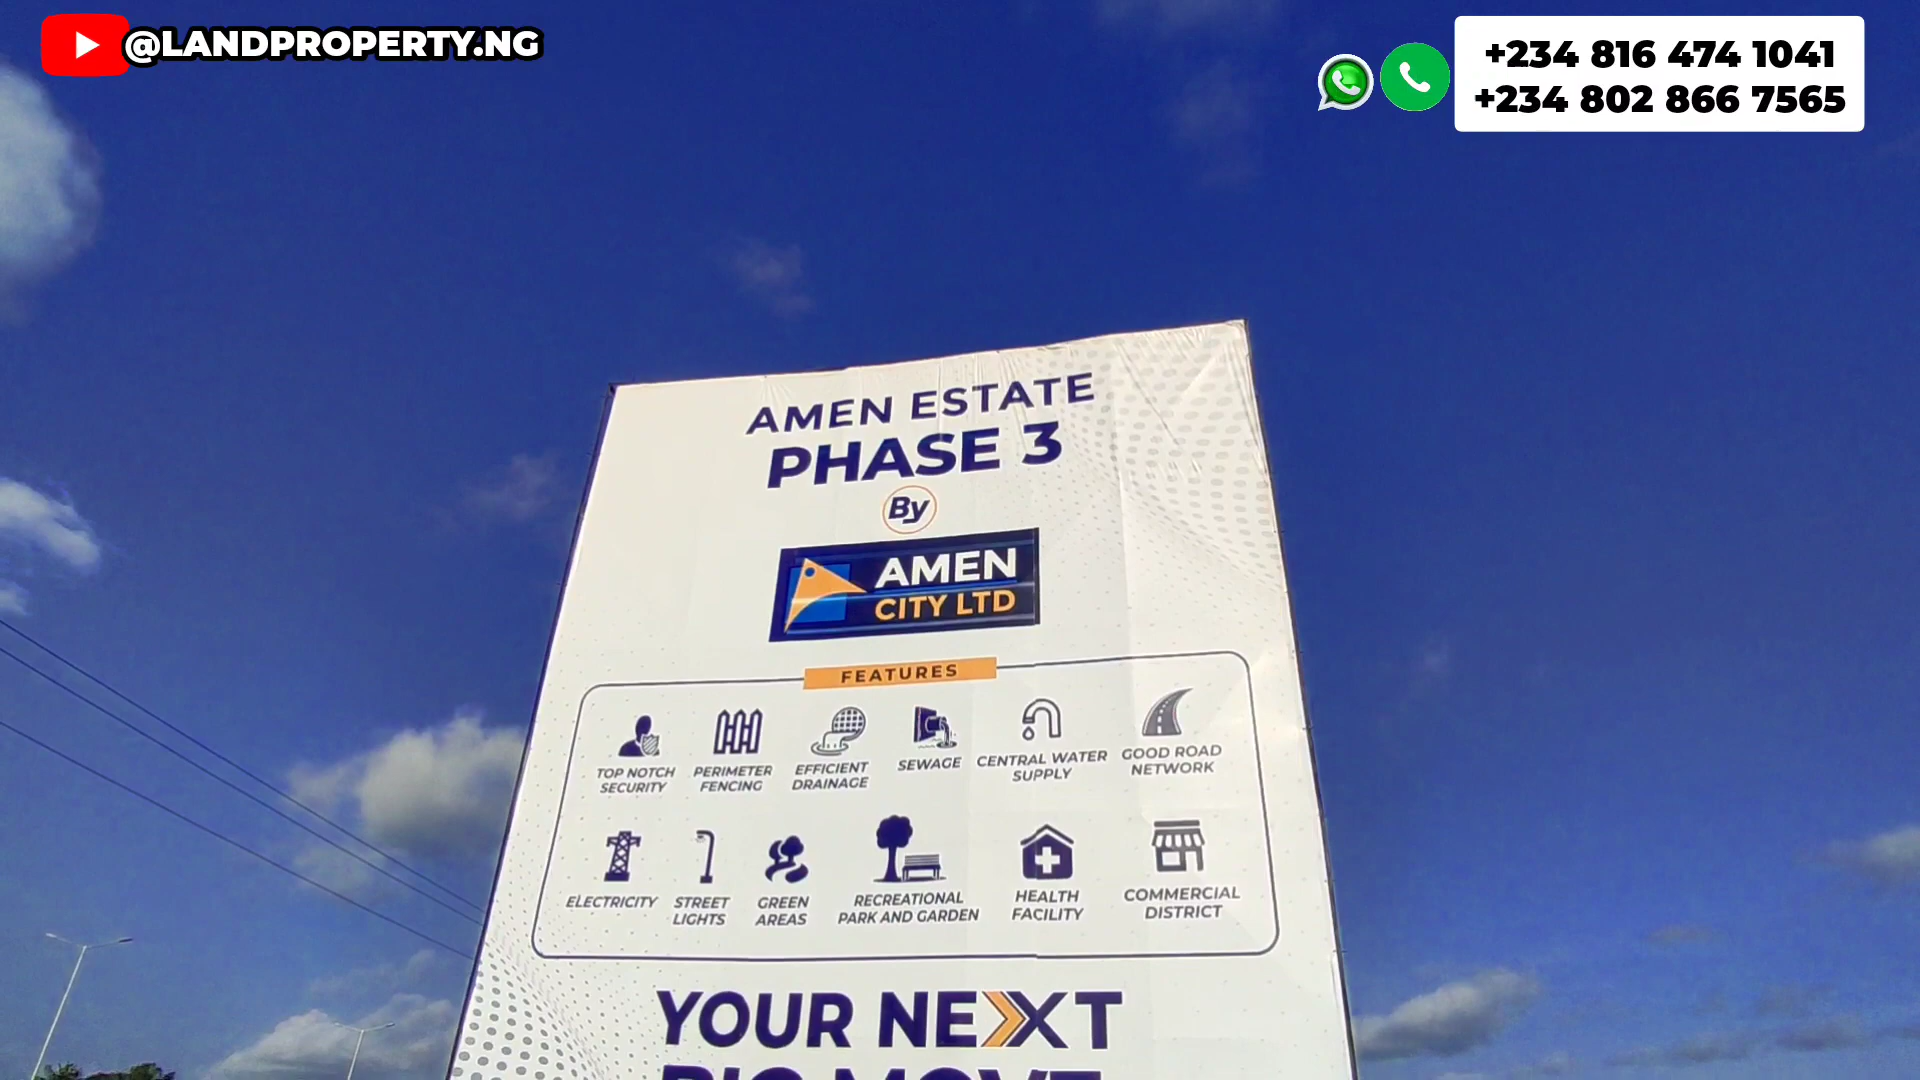 @LANDPROPERTY.NG
+234 816 474 1041
+234 802 866 7565
AMEN ESTATE
PHASE 3
By
AMEN
CITY LTD
FEATURES
TOP NOTCH
SECURITY
PERIMETER
FENCING
EFFICIENT
DRAINAGE
SEWAGE
CENTRAL WATER
SUPPLY
GOOD ROAD
NETWORK
ELECTRICITY
STREET
LIGHTS
GREEN
AREAS
RECREATIONAL
PARK AND GARDEN
HEALTH
FACILITY
COMMERCIAL
DISTRICT
YOUR NEXT
BIG MOVE